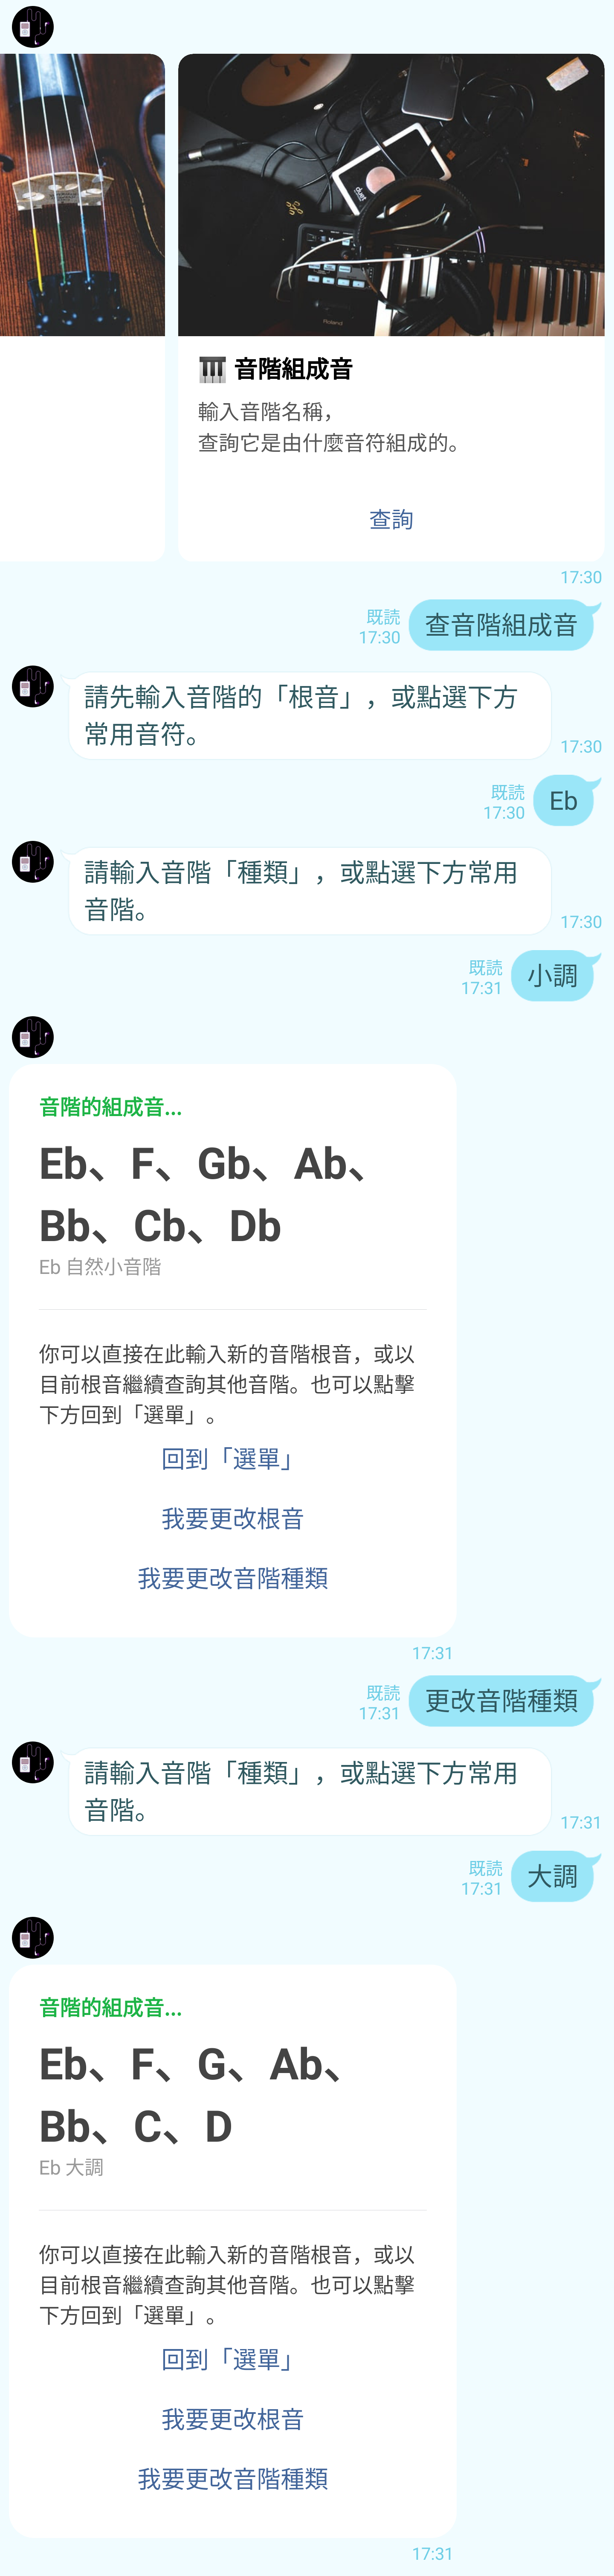 duet
Roland
🎹 音階組成音
輸入音階名稱，
查詢它是由什麼音符組成的。
查詢
17:30
既読
17:30
查音階組成音
請先輸入音階的「根音」，或點選下方
常用音符。
17:30
既読
17:30
Eb
請輸入音階「種類」，或點選下方常用
音階。
17:30
既読
17:31
小調
音階的組成音...
Eb、F、Gb、Ab、
Bb、Cb、Db
Eb 自然小音階
你可以直接在此輸入新的音階根音，或以
目前根音繼續查詢其他音階。也可以點擊
下方回到「選單」。
回到「選單」
我要更改根音
我要更改音階種類
17:31
既読
17:31
更改音階種類
請輸入音階「種類」，或點選下方常用
音階。
17:31
既読
17:31
大調
音階的組成音...
Eb、F、G、Ab、
Bb、C、D
Eb 大調
你可以直接在此輸入新的音階根音，或以
目前根音繼續查詢其他音階。也可以點擊
下方回到「選單」。
回到「選單」
我要更改根音
我要更改音階種類
17:31